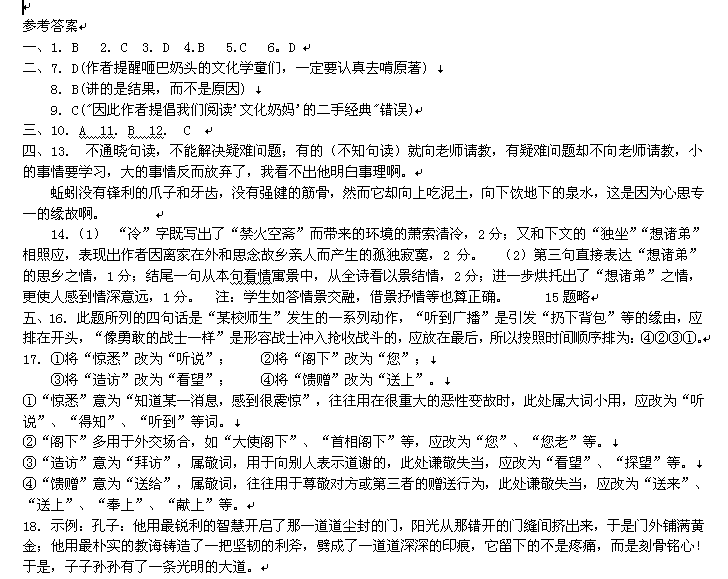 参考答案
一、1. B 2. C 3. D 4.B 5.C 6。D
二、7. D(作者提醒咂巴奶头的文化学童们，一定要认真去啃原著)
8. B(讲的是结果，而不是原因)
9. C("因此作者提倡我们阅读'文化奶妈'的二手经典"错误)
三、10. A 11. B 12. C
四、13. 不通晓句读，不能解决疑难问题；有的（不知句读）就向老师请教，有疑难问题却不向老师请教，小
的事情要学习，大的事情反而放弃了，我看不出他明白事理啊。
蚯蚓没有锋利的爪子和牙齿，没有强健的筋骨，然而它却向上吃泥土，向下饮地下的泉水，这是因为心思专
一的缘故啊。
14.（1） “冷”字既写出了“禁火空斋”而带来的环境的萧索清冷，2分；又和下文的“独坐”“想诸弟”
相照应，表现出作者因离家在外和思念故乡亲人而产生的孤独寂寞，2 分。 （2）第三句直接表达“想诸弟”
的思乡之情，1分；结尾一句从本句看情寓景中，从全诗看以景结情，2分；进一步烘托出了“想诸弟”之情，
更使人感到情深意远，1分。 注：学生如答情景交融，借景抒情等也算正确。 15题略
五、16. 此题所列的四句话是“某校师生”发生的一系列动作，“听到广播”是引发“扔下背包”等的缘由，应
排在开头，“像勇敢的战士一样”是形容战士冲入抢收战斗的，应放在最后，所以按照时间顺序排为：④②③①。
17. ①将“惊悉”改为“听说”； ②将“阁下”改为“您”；
③将“造访”改为“看望”； ④将“馈赠”改为“送上”。
①“惊悉”意为“知道某一消息，感到很震惊”，往往用在很重大的恶性变故时，此处属大词小用，应改为“听
说”、“得知”、“听到”等词。
②“阁下”多用于外交场合，如“大使阁下”、“首相阁下”等，应改为“您”、“您老”等。
③“造访”意为“拜访”，属敬词，用于向别人表示道谢的，此处谦敬失当，应改为“看望”、“探望”等。
④“馈赠”意为“送给”，属敬词，往往用于尊敬对方或第三者的赠送行为，此处谦敬失当，应改为“送来”、
“送上”、“奉上”、“献上”等。
18. 示例：孔子：他用最锐利的智慧开启了那一道道尘封的门，阳光从那错开的门缝间挤出来，于是门外铺满黄
金；他用最朴实的教诲铸造了一把坚韧的利斧，劈成了一道道深深的印痕，它留下的不是疼痛，而是刻骨铭心！
于是，子子孙孙有了一条光明的大道。